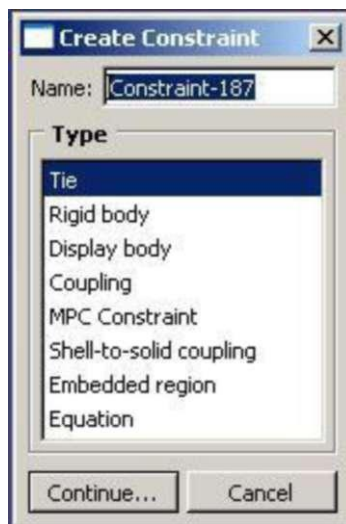 Create Constraint
Name: Constraint-187
Type
Tie
Rigid body
Display body
Coupling
MPC Constraint
Shell-to-solid coupling
Embedded region
Equation
Continue... Cancel